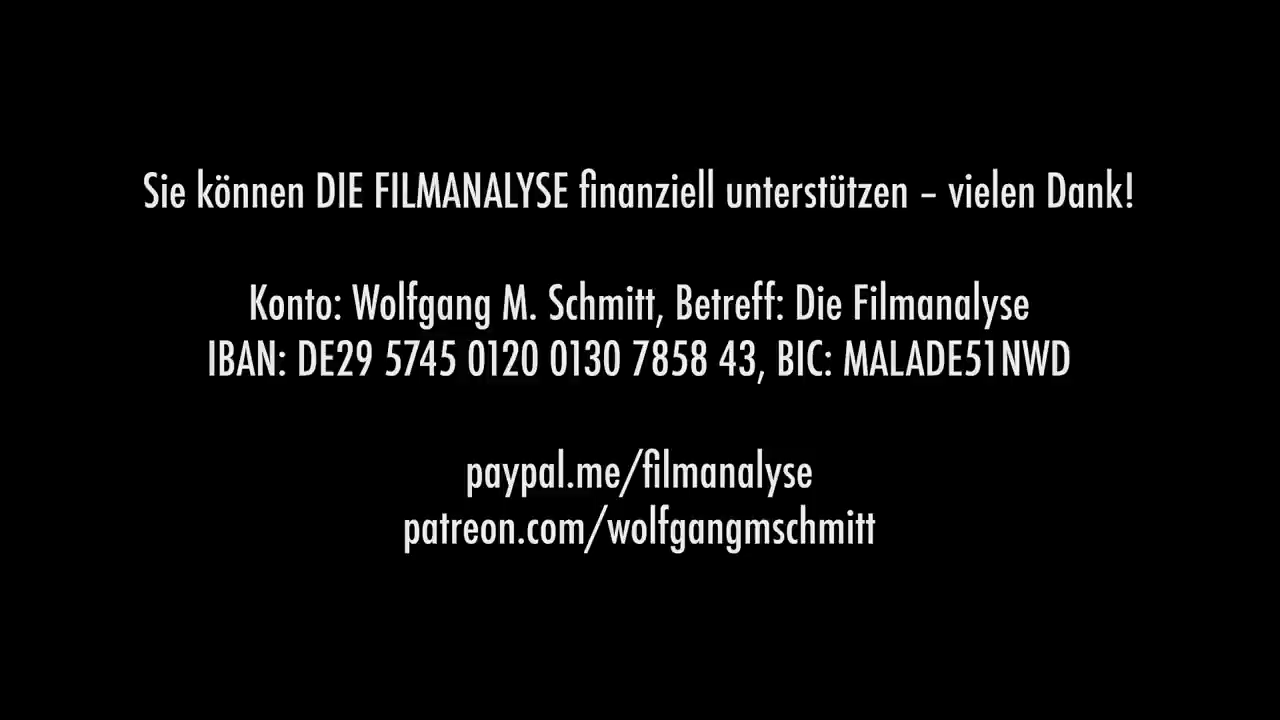 Sie können DIE FILMANALYSE finanziell unterstützen – vielen Dank!
Konto: Wolfgang M. Schmitt, Betreff: Die Filmanalyse
IBAN: DE29 5745 0120 0130 7858 43, BIC: MALADE51NWD
paypal.me/filmanalyse
patreon.com/wolfgangmschmitt